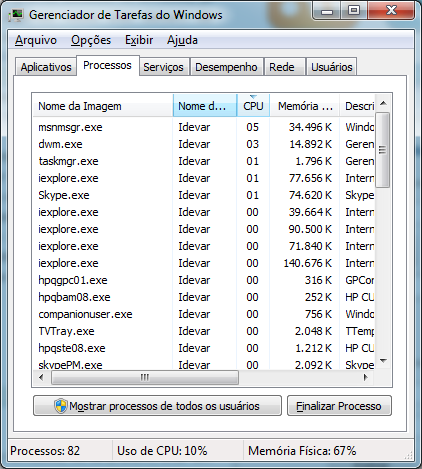 Gerenciador de Tarefas do Windows
Arquivo Opções Exibir Ajuda
Aplicativos Processos Serviços Desempenho Rede Usuários
Nome da Imagem Nome d... CPU Memória ... Descri
msnmsgr.exe Idevar 05 34.496 K Windo
dwm.exe Idevar 03 14.892 K Geren
taskmgr.exe Idevar 01 1.796 K Geren
iexplore.exe Idevar 01 77.656 K Intern
Skype.exe Idevar 01 74.620 K Skype
iexplore.exe Idevar 00 39.664 K Intern
iexplore.exe Idevar 00 90.500 K Intern
iexplore.exe Idevar 00 71.840 K Intern
iexplore.exe Idevar 00 140.676 K Intern
hpqgpc01.exe Idevar 00 316 K GPCor
hpqbam08.exe Idevar 00 252 K HP CU
companionuser.exe Idevar 00 756 K Windo
TVTray.exe Idevar 00 2.048 K TTemp
hpqste08.exe Idevar 00 1.212 K HP CU
skypePM.exe Idevar 00 2.092 K Skype
Mostrar processos de todos os usuários Finalizar Processo
Processos: 82 Uso de CPU: 10% Memória Física: 67%